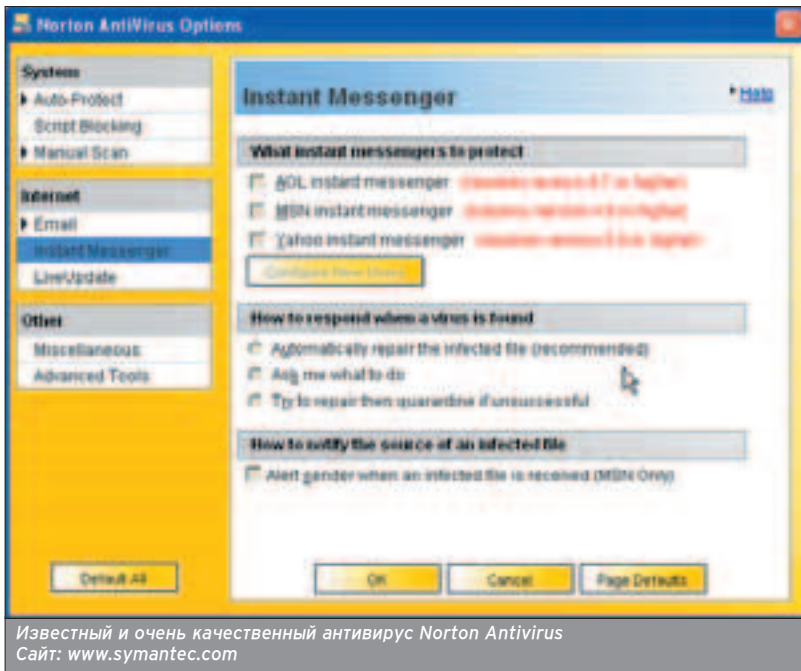 Norton AntiVirus Options
System
Auto-Protect
Script Blocking
Manual Scan
Internet
Email
Instant Messenger
LiveUpdate
Other
Miscellaneous
Advanced Tools
Default All
Instant Messenger
Help
What instant messengers to protect
AOL instant messenger
MSN instant messenger
Yahoo instant messenger
Configure New Users
How to respond when a virus is found
Automatically repair the infected file (recommended)
Ask me what to do
Try to repair then quarantine if unsuccessful
How to notify the source of an infected file
Alert sender when an infected file is received (MSN Only)
OK
Cancel
Page Defaults
Известный и очень качественный антивирус Norton Antivirus
Сайт: www.symantec.com